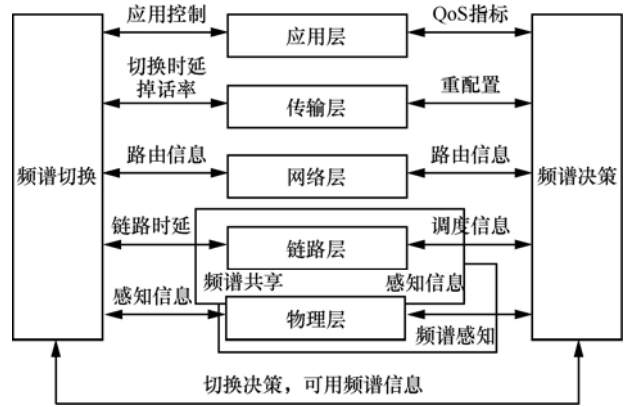 应用控制
应用层
QoS指标
切换时延
掉话率
传输层
重配置
路由信息
网络层
路由信息
频谱切换
频谱决策
链路时延
链路层
调度信息
频谱共享
感知信息
感知信息
物理层
频谱感知
切换决策，可用频谱信息